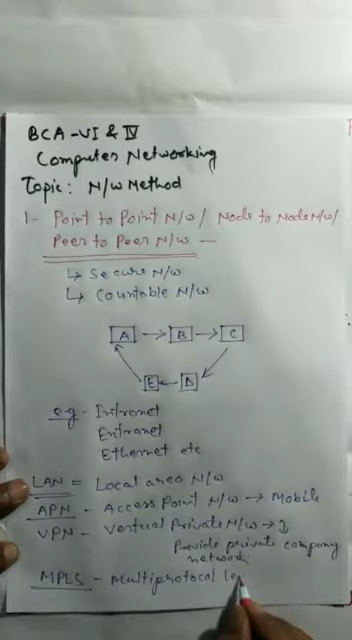 BCA-VI & IV
Computer Networking
Topic: N/W Method
1- Point to Point N/W/ Node to Node N/W/
Peer to Peer N/W -
↳ Secure N/W
↳ Countable N/W
A → B → C
E ← D
e.g - Intranet
Extranet
Ethernet etc
LAN = Local area N/W
APN - Access Point N/W → Mobile
VPN - Vertual Private N/W →
Provide private company
network.
MPLS - Multiprotocol le